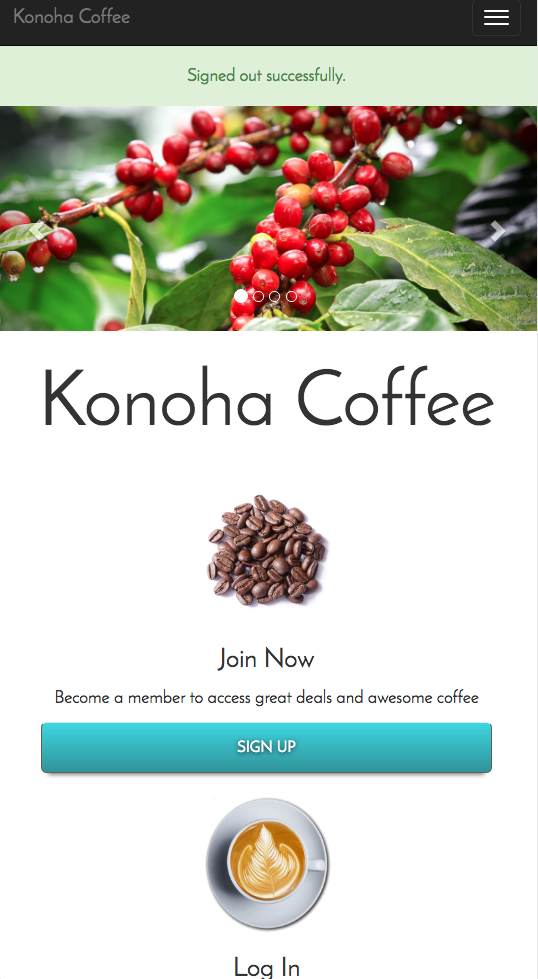 Konoha Coffee
Signed out successfully.
Konoha Coffee
Join Now
Become a member to access great deals and awesome coffee
SIGN UP
Log In